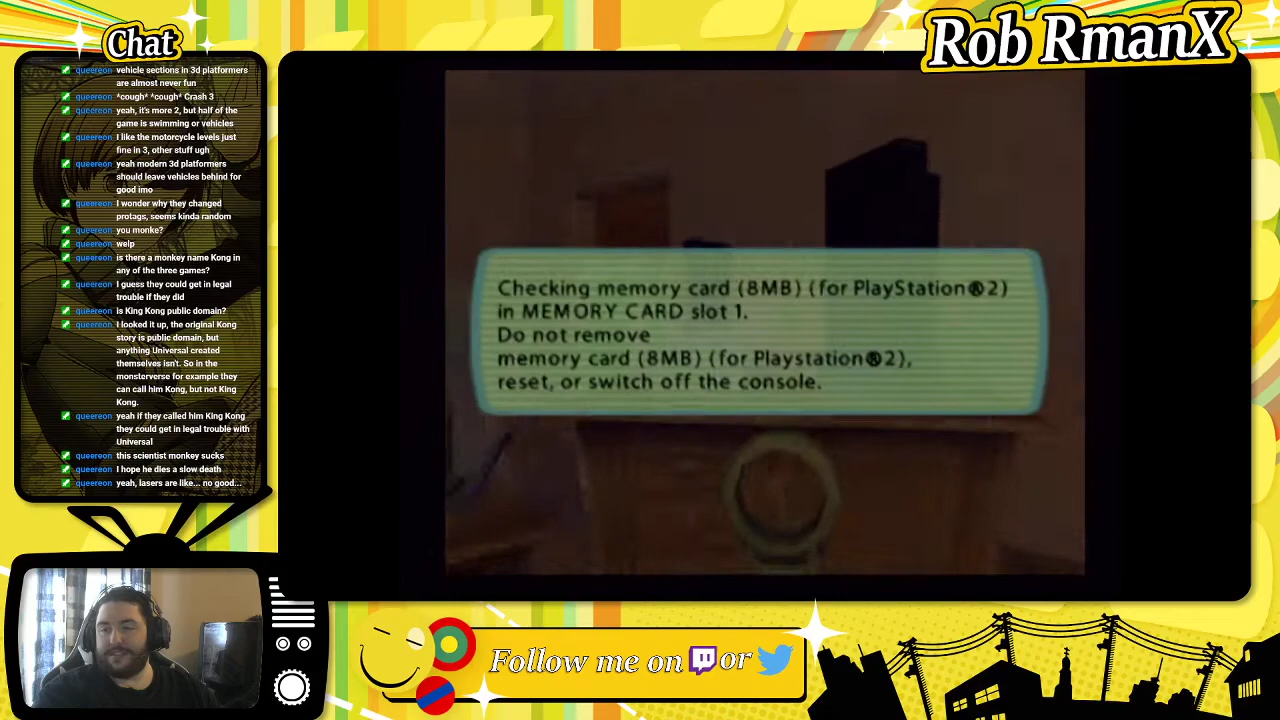 Chat
Rob RmanX
queereon vehicle sections in 3d platformers
are almost never fun
queereon *cough* *cough* Crash 3
queereon yeah, it's more 2, but half of the
game is swimming or vehicles
queereon I like the motorcycle levels just
fine in 3, other stuff ugh
queereon yeah modern 3d platformers
should leave vehicles behind for
good imo
queereon I wonder why they changed
protags, seems kinda random
queereon you monke?
queereon welp
queereon is there a monkey name Kong in
any of the three games?
queereon I guess they could get in legal
trouble if they did
queereon Is King Kong public domain?
queereon I looked it up, the original Kong
story is public domain, but
anything Universal created
themselves isn't. So in the
monsterverse for example they
can call him Kong, but not King
Kong.
queereon yeah if they called him King Kong
they could get in legal trouble with
Universal
queereon this scientist monkey sucks
queereon I hope he dies a slow death
queereon yeah, lasers are like... no good...
Checking memory card (8MB) (for PlayStation®2)
in MEMORY CARD slot 1,
Do not remove
memory card (8MB) (for Playstation®2),
reset, or switch off the console.
Follow me on or